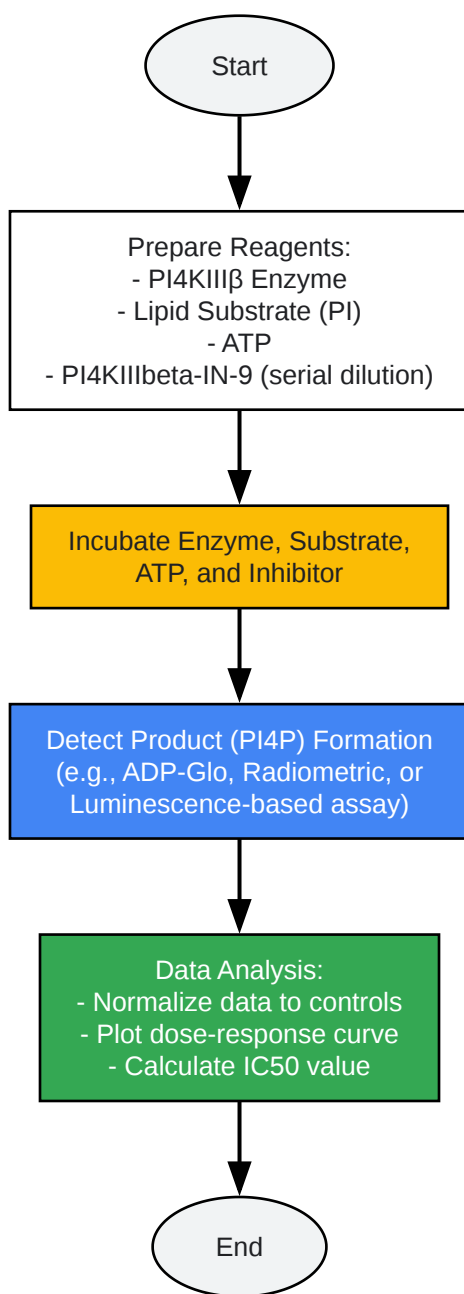 Start
Prepare Reagents:
- PI4KIIIβ Enzyme
- Lipid Substrate (PI)
- ATP
- PI4KIIIbeta-IN-9 (serial dilution)
Incubate Enzyme, Substrate,
ATP, and Inhibitor
Detect Product (PI4P) Formation
(e.g., ADP-Glo, Radiometric, or
Luminescence-based assay)
Data Analysis:
- Normalize data to controls
- Plot dose-response curve
- Calculate IC50 value
End